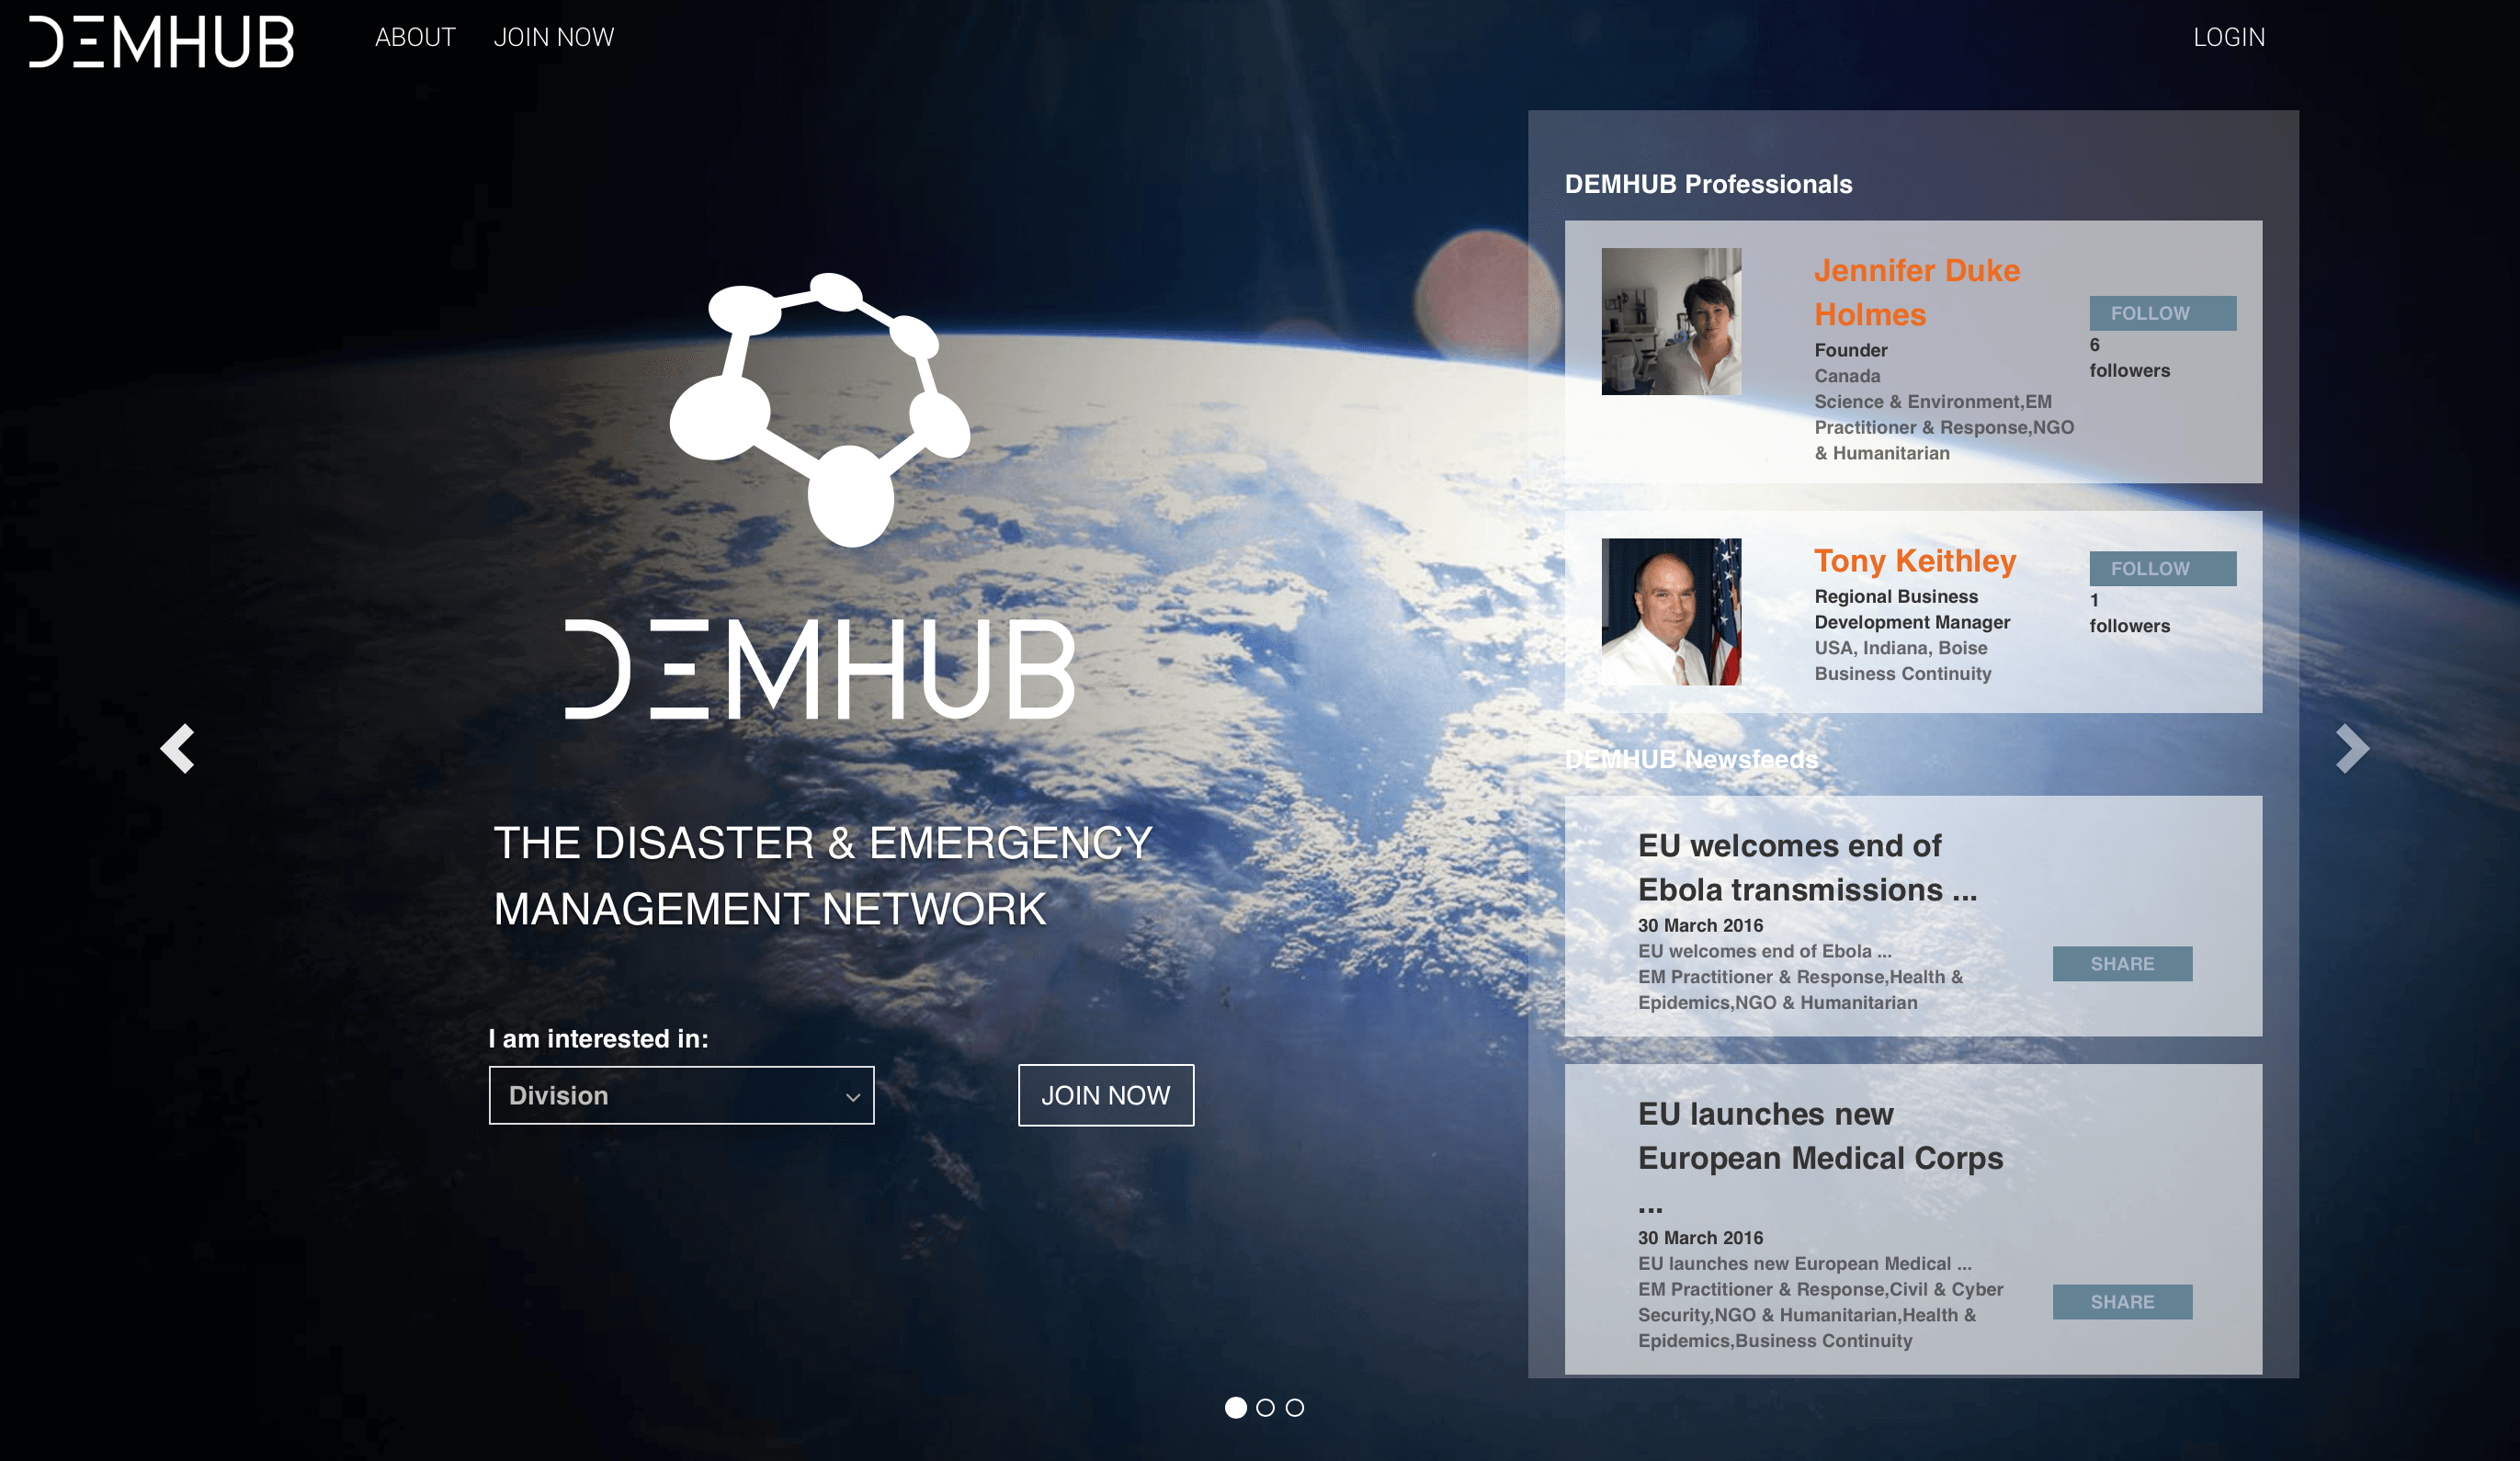 DEMHUB
ABOUT
JOIN NOW
LOGIN
DEMHUB
THE DISASTER & EMERGENCY
MANAGEMENT NETWORK
I am interested in:
Division
JOIN NOW
DEMHUB Professionals
Jennifer Duke
Holmes
Founder
Canada
Science & Environment,EM
Practitioner & Response,NGO
& Humanitarian
FOLLOW
6
followers
Tony Keithley
Regional Business
Development Manager
USA, Indiana, Boise
Business Continuity
FOLLOW
1
followers
DEMHUB Newsfeeds
EU welcomes end of
Ebola transmissions ...
30 March 2016
EU welcomes end of Ebola ...
EM Practitioner & Response,Health &
Epidemics,NGO & Humanitarian
SHARE
EU launches new
European Medical Corps
...
30 March 2016
EU launches new European Medical ...
EM Practitioner & Response,Civil & Cyber
Security,NGO & Humanitarian,Health &
Epidemics,Business Continuity
SHARE